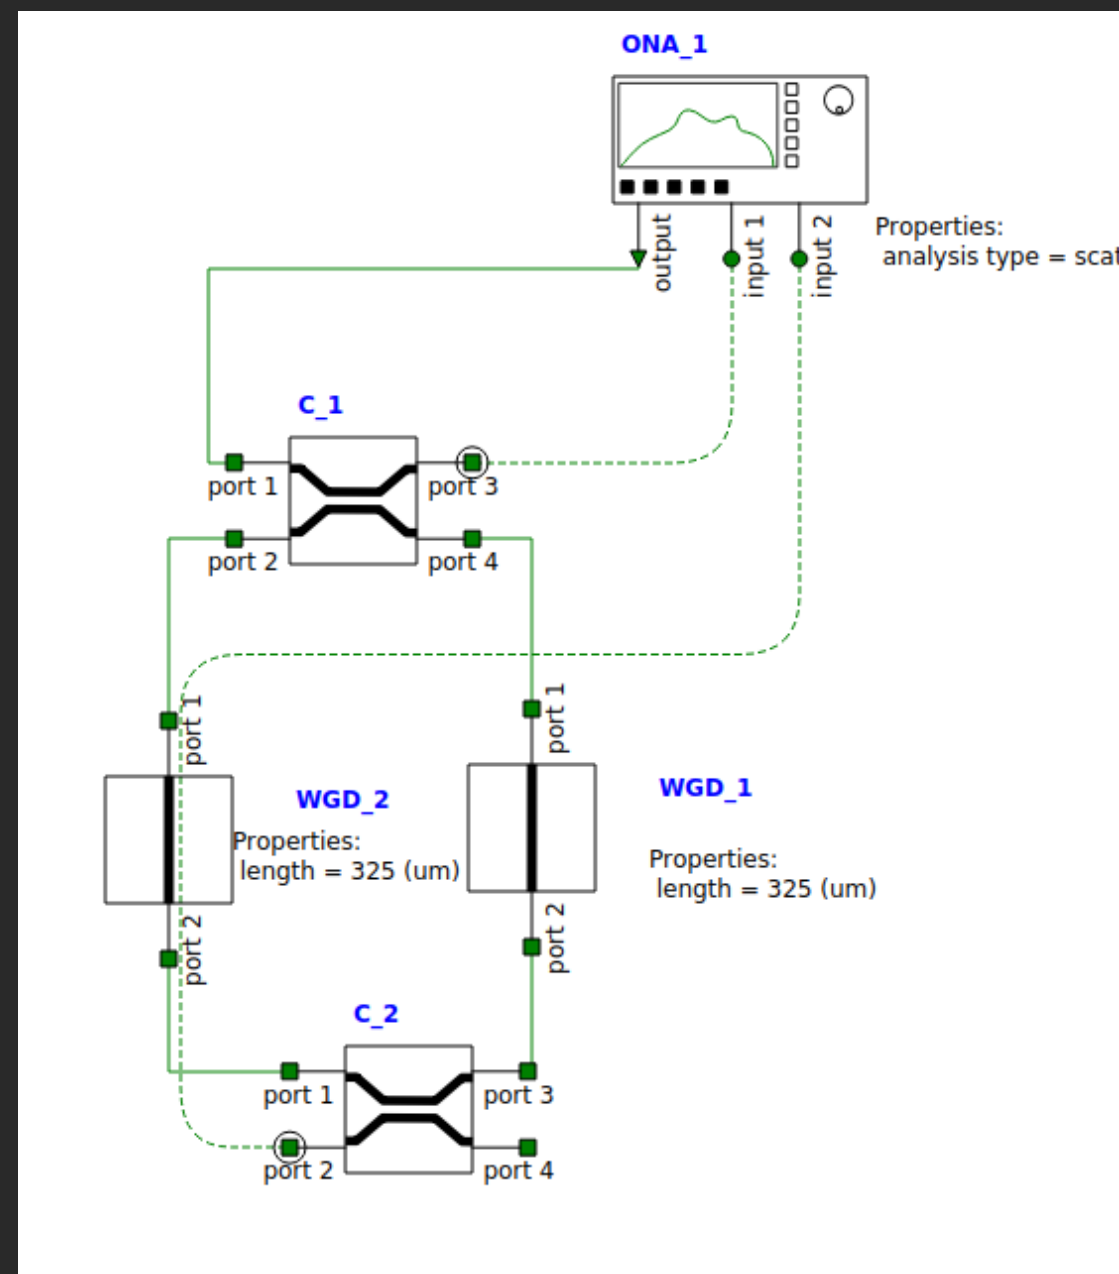 ONA_1
output
input 1
input 2
Properties:
analysis type = scat
C_1
port 1
port 3
port 2
port 4
port 1
port 1
WGD_2
Properties:
length = 325 (um)
WGD_1
Properties:
length = 325 (um)
port 2
port 2
C_2
port 1
port 3
port 2
port 4